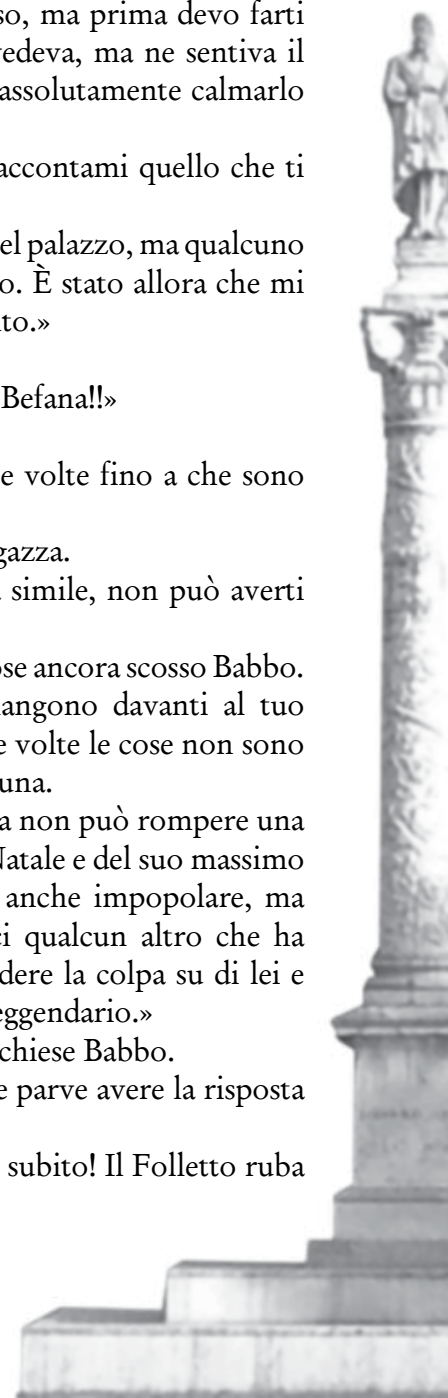 so, ma prima devo farti
edeva, ma ne sentiva il
assolutamente calmarlo
accontami quello che ti
el palazzo, ma qualcuno
o. È stato allora che mi
to.»
Befana!!»
e volte fino a che sono
gazza.
simile, non può averti
ose ancora scosso Babbo.
angono davanti al tuo
e volte le cose non sono
una.
a non può rompere una
Natale e del suo massimo
anche impopolare, ma
ci qualcun altro che ha
dere la colpa su di lei e
eggendario.»
chiese Babbo.
e parve avere la risposta
subito! Il Folletto ruba